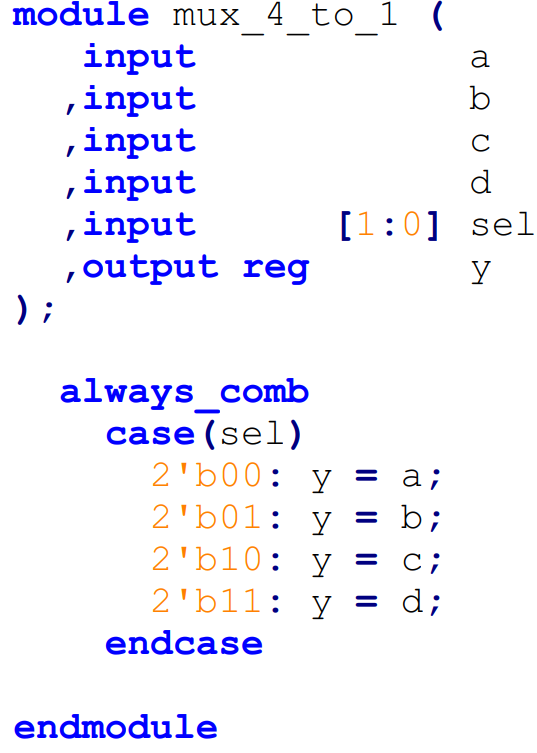 module mux_4_to_1 (
input a
,input b
,input c
,input d
,input [1:0] sel
,output reg y
);
always_comb
case(sel)
2'b00: y = a;
2'b01: y = b;
2'b10: y = c;
2'b11: y = d;
endcase
endmodule